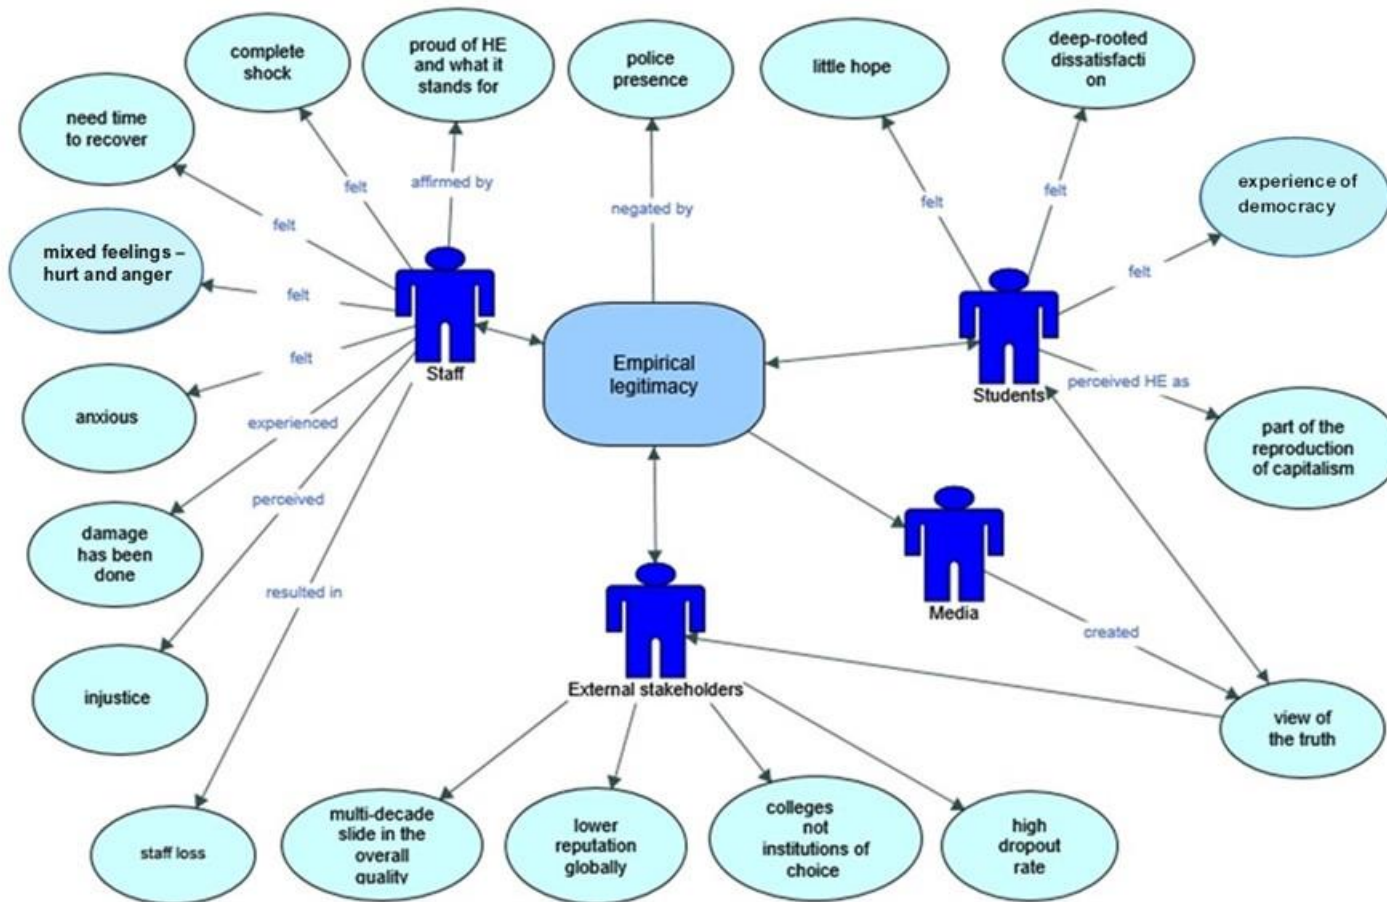 complete
shock
proud of HE
and what it
stands for
police
presence
little hope
deep-rooted
dissatisfacti
on
need time
to recover
felt
affirmed by
negated by
felt
felt
experience of
democracy
felt
mixed feelings –
hurt and anger
felt
felt
felt
Staff
Empirical
legitimacy
Students
perceived HE as
anxious
experienced
part of the
reproduction
of capitalism
perceived
damage
has been
done
resulted in
Media
created
injustice
External stakeholders
view of
the truth
staff loss
multi-decade
slide in the
overall
quality
lower
reputation
globally
colleges
not
institutions of
choice
high
dropout
rate